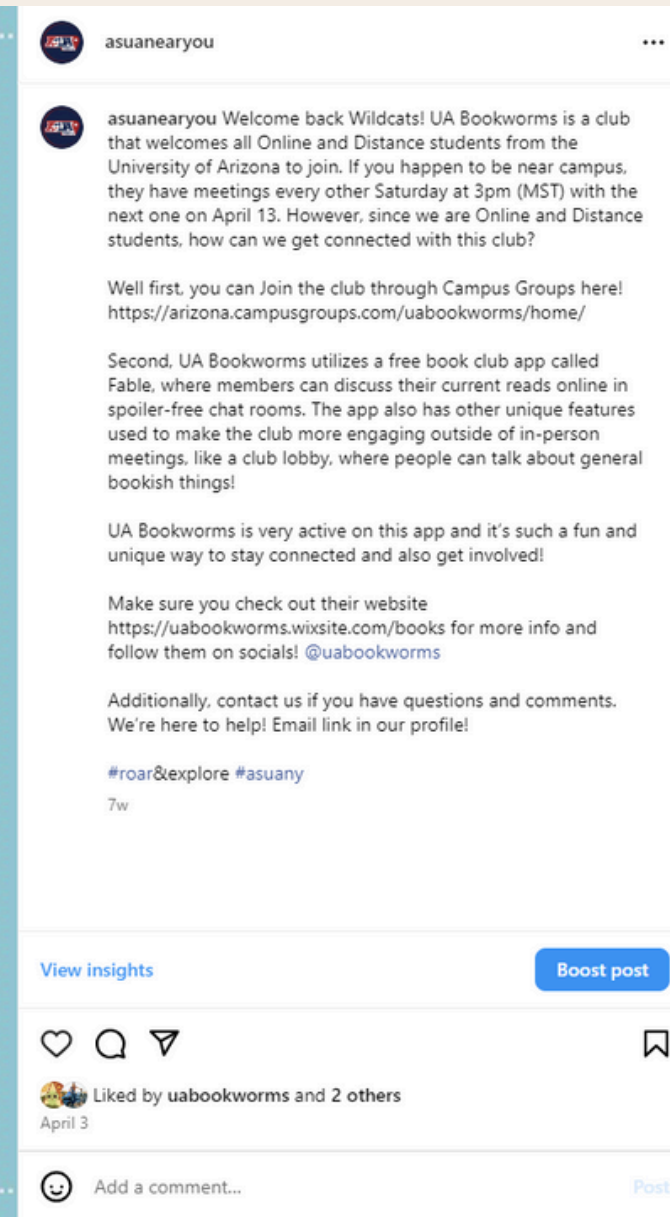 asuanearyou
asuanearyou Welcome back Wildcats! UA Bookworms is a club
that welcomes all Online and Distance students from the
University of Arizona to join. If you happen to be near campus,
they have meetings every other Saturday at 3pm (MST) with the
next one on April 13. However, since we are Online and Distance
students, how can we get connected with this club?
Well first, you can Join the club through Campus Groups here!
https://arizona.campusgroups.com/uabookworms/home/
Second, UA Bookworms utilizes a free book club app called
Fable, where members can discuss their current reads online in
spoiler-free chat rooms. The app also has other unique features
used to make the club more engaging outside of in-person
meetings, like a club lobby, where people can talk about general
bookish things!
UA Bookworms is very active on this app and it's such a fun and
unique way to stay connected and also get involved!
Make sure you check out their website
https://uabookworms.wixsite.com/books for more info and
follow them on socials! @uabookworms
Additionally, contact us if you have questions and comments.
We're here to help! Email link in our profile!
#roar&explore #asuany
7w
View insights
Boost post
Liked by uabookworms and 2 others
April 3
Add a comment...
Post